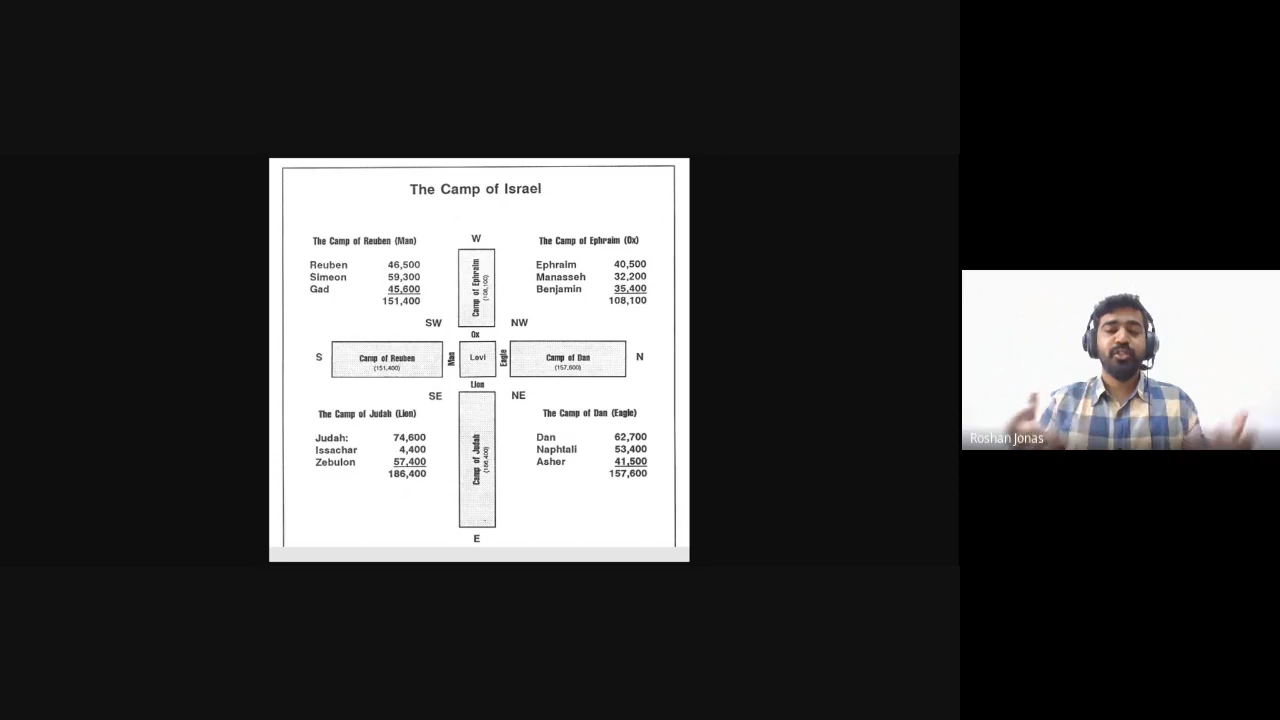 The Camp of Israel
The Camp of Reuben (Man)
Reuben 46,500
Simeon 59,300
Gad 45,600
151,400
W
The Camp of Ephraim (Ox)
Ephraim 40,500
Manasseh 32,200
Benjamin 35,400
108,100
Camp of Ephraim
(108,100)
SW
NW
Ox
S
Camp of Reuben
(151,400)
Man
Levi
Eagle
Camp of Dan
(157,600)
N
Lion
SE
NE
The Camp of Judah (Lion)
Judah: 74,600
Issachar 4,400
Zebulon 57,400
186,400
Camp of Judah
(186,400)
The Camp of Dan (Eagle)
Dan 62,700
Naphtali 53,400
Asher 41,500
157,600
E
Roshan Jonas